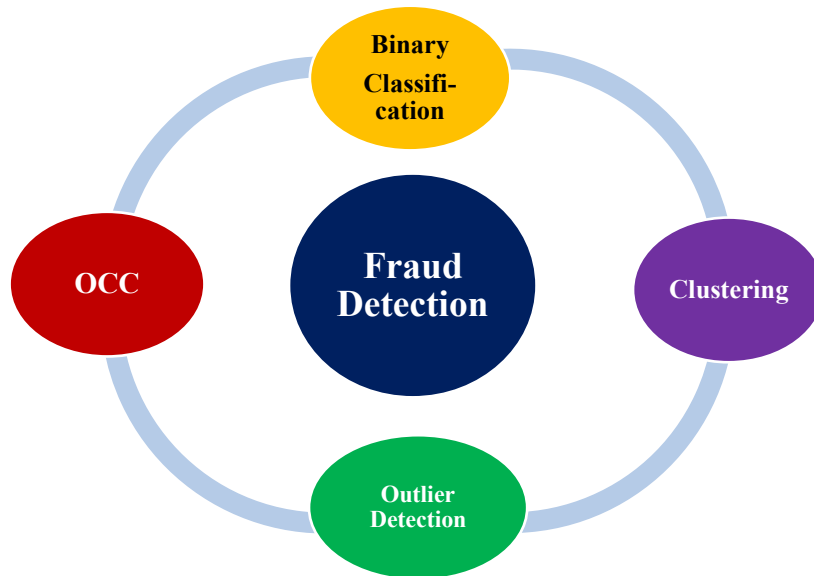 Binary
Classifi-
cation
OCC
Fraud
Detection
Clustering
Outlier
Detection